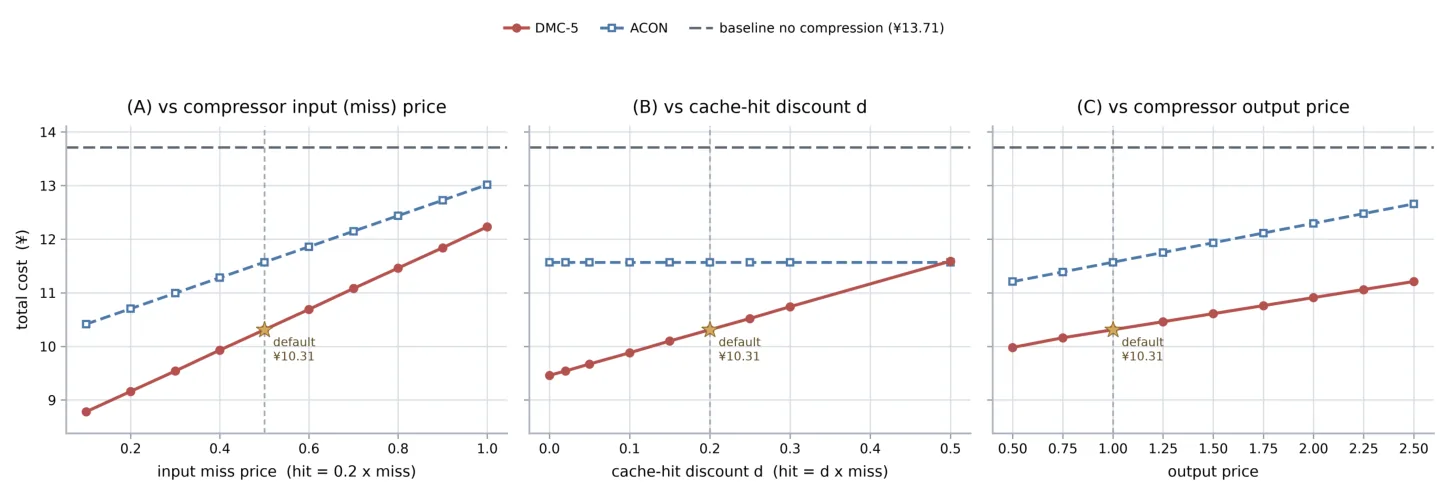 DMC-5 ACON baseline no compression (¥13.71)
(A) vs compressor input (miss) price
total cost (¥)
14
13
12
11
10
9
default
¥10.31
0.2 0.4 0.6 0.8 1.0
input miss price (hit = 0.2 x miss)
(B) vs cache-hit discount d
default
¥10.31
0.0 0.1 0.2 0.3 0.4 0.5
cache-hit discount d (hit = d x miss)
(C) vs compressor output price
default
¥10.31
0.50 0.75 1.00 1.25 1.50 1.75 2.00 2.25 2.50
output price